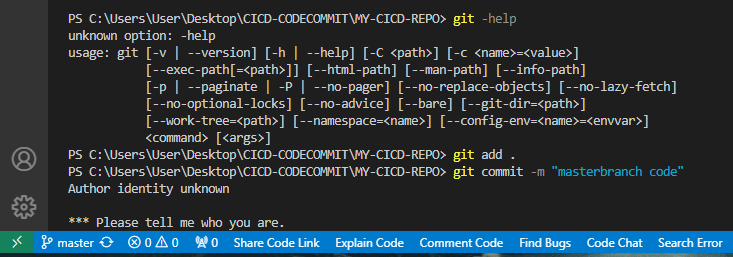 PS C:\Users\User\Desktop\CICD-CODECOMMIT\MY-CICD-REPO> git -help
unknown option: -help
usage: git [-v | --version] [-h | --help] [-C <path>] [-c <name>=<value>]
[--exec-path[=<path>]] [--html-path] [--man-path] [--info-path]
[-p | --paginate | -P | --no-pager] [--no-replace-objects] [--no-lazy-fetch]
[--no-optional-locks] [--no-advice] [--bare] [--git-dir=<path>]
[--work-tree=<path>] [--namespace=<name>] [--config-env=<name>=<envvar>]
<command> [<args>]
PS C:\Users\User\Desktop\CICD-CODECOMMIT\MY-CICD-REPO> git add .
PS C:\Users\User\Desktop\CICD-CODECOMMIT\MY-CICD-REPO> git commit -m "masterbranch code"
Author identity unknown
*** Please tell me who you are.
master 0 0 0 Share Code Link Explain Code Comment Code Find Bugs Code Chat Search Error